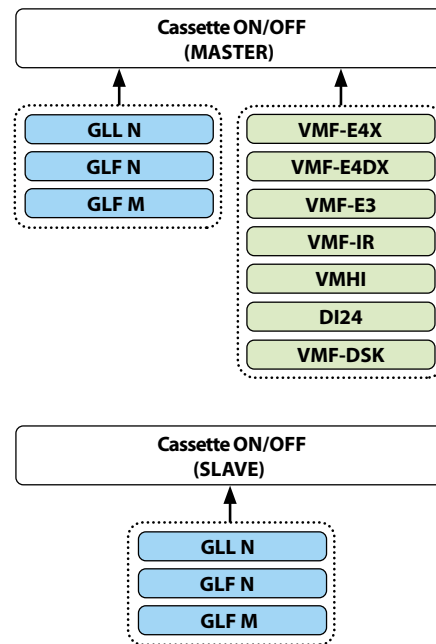 Cassette ON/OFF
(MASTER)
GLL N
GLF N
GLF M
VMF-E4X
VMF-E4DX
VMF-E3
VMF-IR
VMHI
DI24
VMF-DSK
Cassette ON/OFF
(SLAVE)
GLL N
GLF N
GLF M